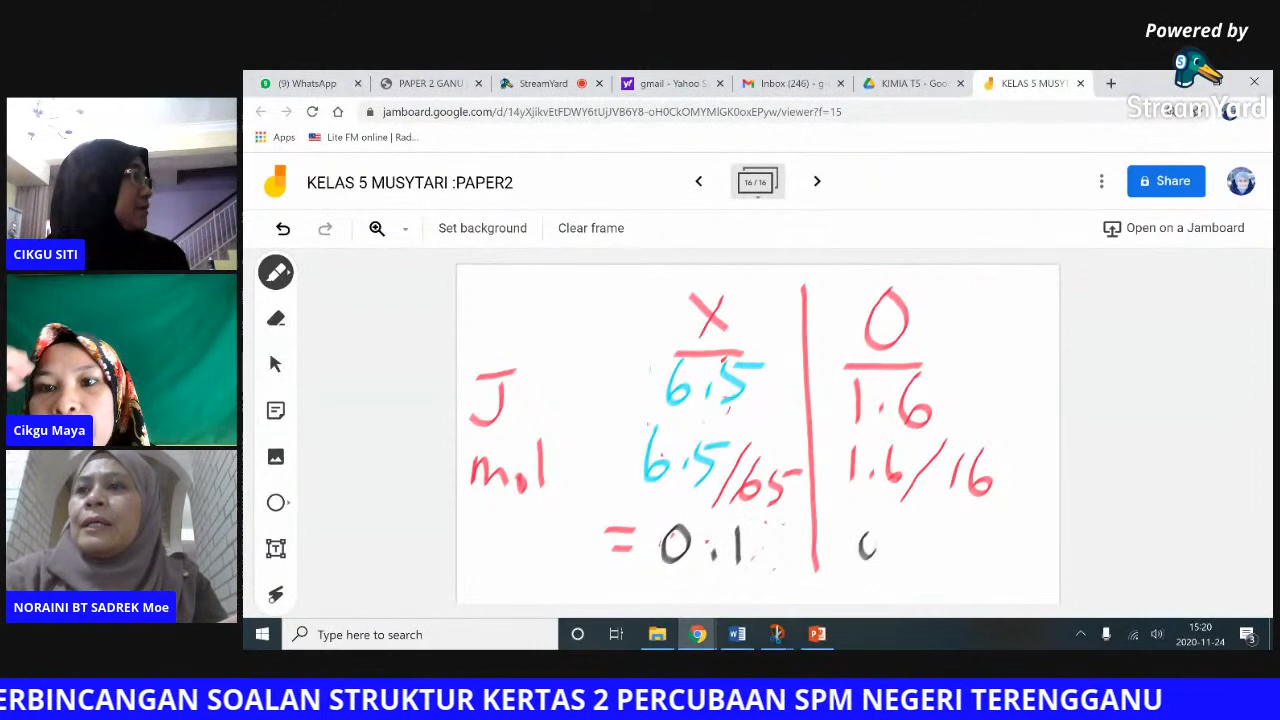 Powered by
StreamYard
(9) WhatsApp
PAPER 2 GANU
StreamYard
gmail - Yahoo S
Inbox (246) - g
KIMIA T5 - Goo
KELAS 5 MUSYT
jamboard.google.com/d/14yXjikvEtFDWY6tUjJVB6Y8-oH0CkOMYMlGK0oxEPyw/viewer?f=15
Apps
Lite FM online | Rad...
KELAS 5 MUSYTARI :PAPER2
16 / 16
Share
Set background
Clear frame
Open on a Jamboard
X O
J 6.5 1.6
mol 6.5/65 1.6/16
= 0.1
CIKGU SITI
Cikgu Maya
NORAINI BT SADREK Moe
Type here to search
15:20
2020-11-24
3
ERBINCANGAN SOALAN STRUKTUR KERTAS 2 PERCUBAAN SPM NEGERI TERENGGANU